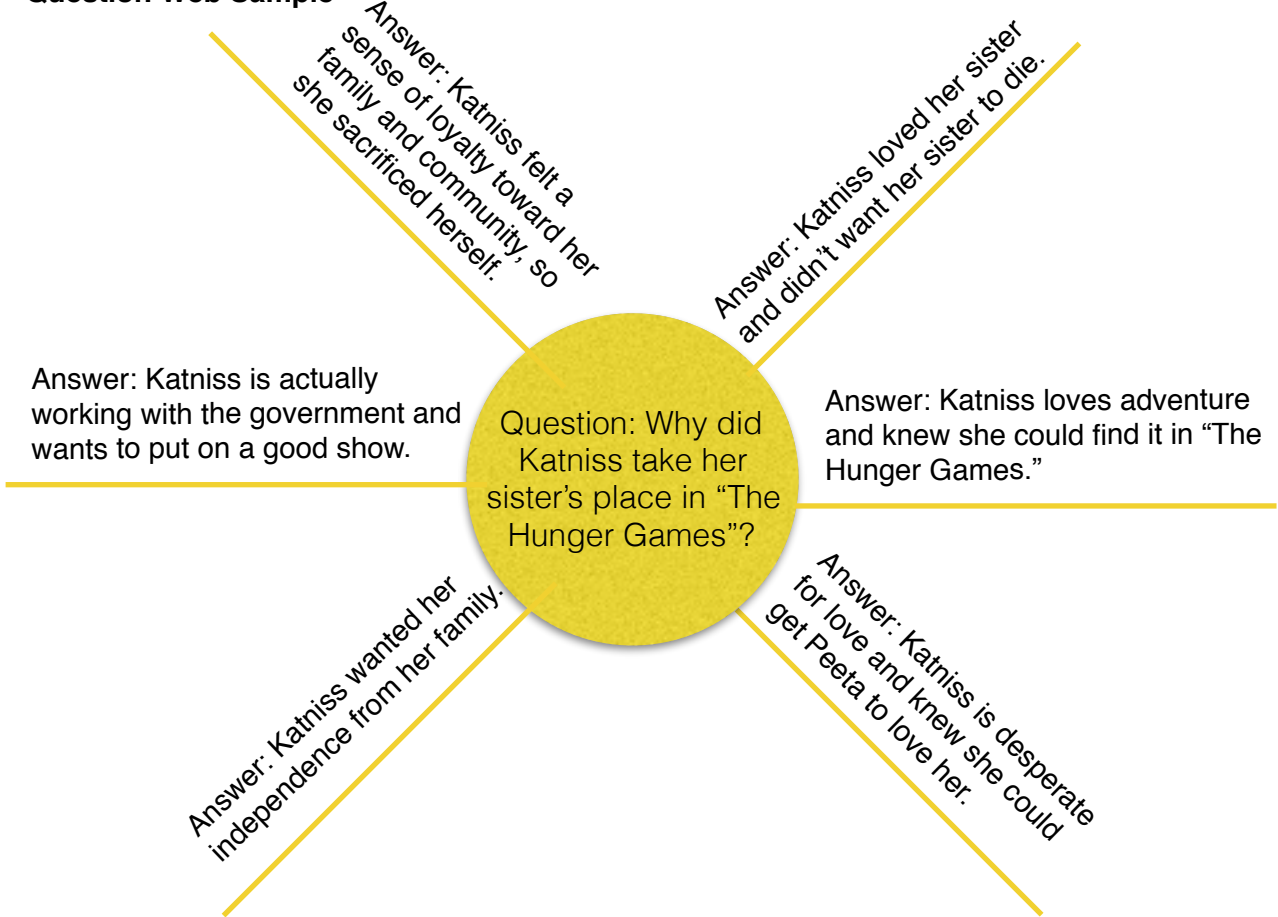 Question Web Sample
Answer: Katniss felt a
sense of loyalty toward her
family and community, so
she sacrificed herself.
Answer: Katniss loved her sister
and didn’t want her sister to die.
Answer: Katniss is actually
working with the government and
wants to put on a good show.
Question: Why did
Katniss take her
sister’s place in “The
Hunger Games”?
Answer: Katniss loves adventure
and knew she could find it in “The
Hunger Games.”
Answer: Katniss wanted her
independence from her family.
Answer: Katniss is desperate
for love and knew she could
get Peeta to love her.